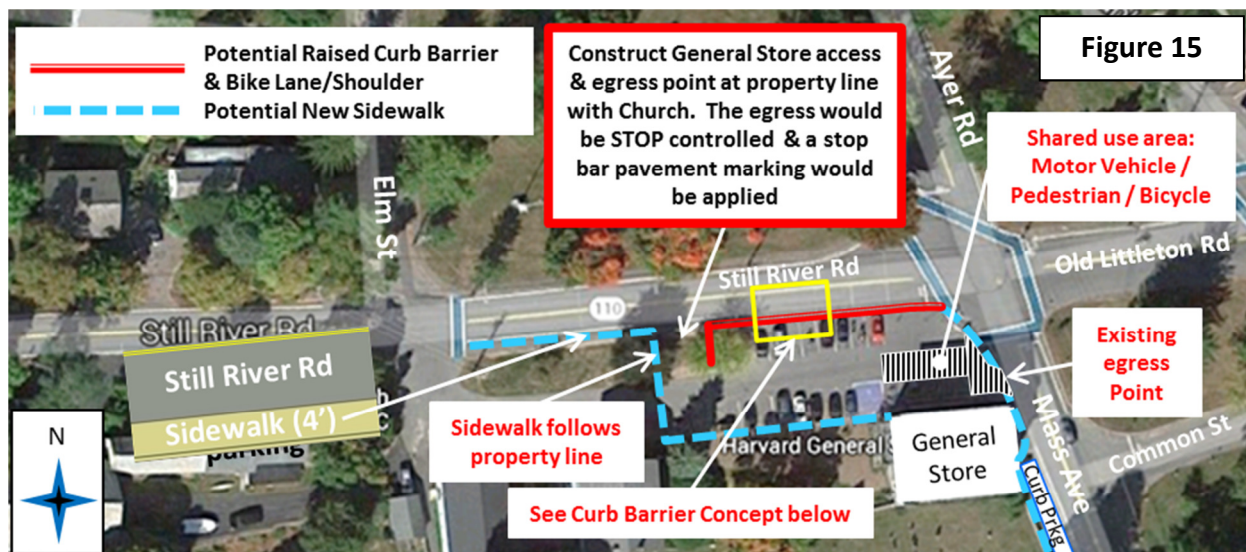 Potential Raised Curb Barrier
& Bike Lane/Shoulder
Potential New Sidewalk
Construct General Store access
& egress point at property line
with Church. The egress would
be STOP controlled & a stop
bar pavement marking would
be applied
Figure 15
Ayer Rd
Shared use area:
Motor Vehicle /
Pedestrian / Bicycle
Elm St
Still River Rd
Old Littleton Rd
110
Still River Rd
Still River Rd
Sidewalk (4')
parking
Existing
egress
Point
N
Sidewalk follows
property line
Harvard General S
General
Store
Mass Ave
Common St
Curb Prkg
See Curb Barrier Concept below